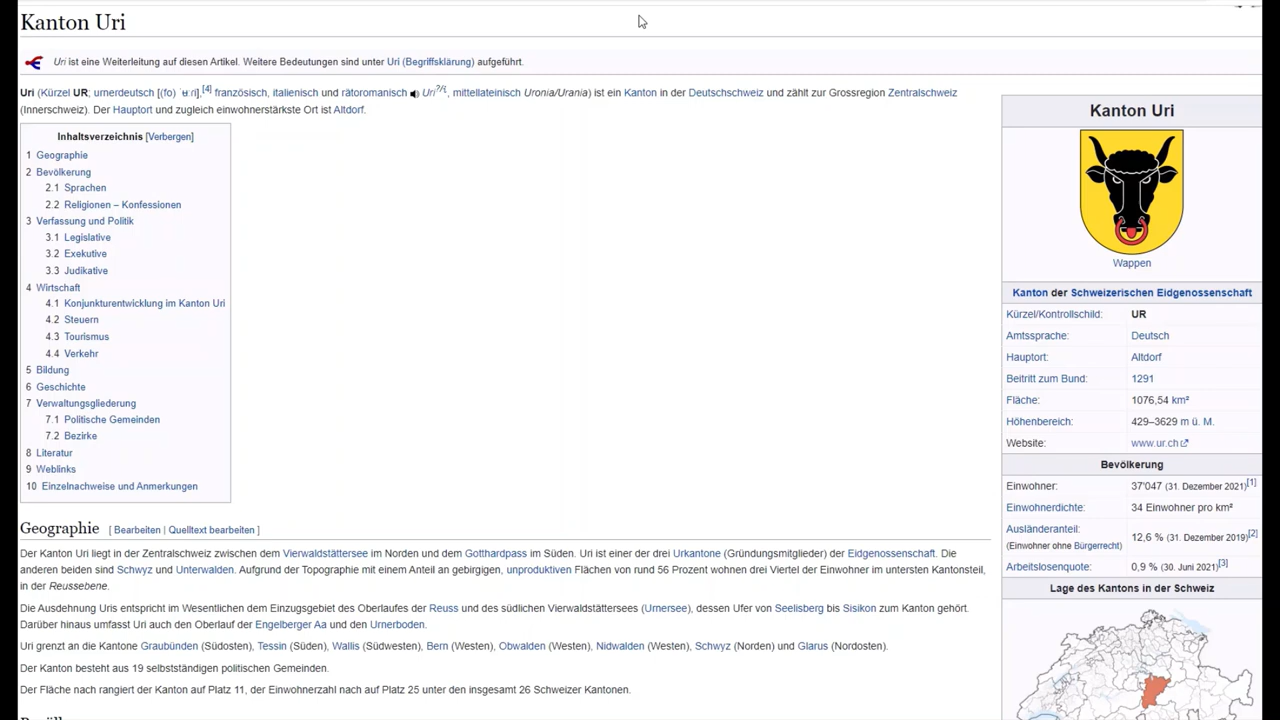 Kanton Uri
Uri ist eine Weiterleitung auf diesen Artikel. Weitere Bedeutungen sind unter Uri (Begriffsklärung) aufgeführt.
Uri (Kürzel UR; urnerdeutsch [(ʃo) ˈʉːri],[4] französisch, italienisch und rätoromanisch Uri?/i, mittellateinisch Uronia/Urania) ist ein Kanton in der Deutschschweiz und zählt zur Grossregion Zentralschweiz
(Innerschweiz). Der Hauptort und zugleich einwohnerstärkste Ort ist Altdorf.
Inhaltsverzeichnis [Verbergen]
1 Geographie
2 Bevölkerung
2.1 Sprachen
2.2 Religionen – Konfessionen
3 Verfassung und Politik
3.1 Legislative
3.2 Exekutive
3.3 Judikative
4 Wirtschaft
4.1 Konjunkturentwicklung im Kanton Uri
4.2 Steuern
4.3 Tourismus
4.4 Verkehr
5 Bildung
6 Geschichte
7 Verwaltungsgliederung
7.1 Politische Gemeinden
7.2 Bezirke
8 Literatur
9 Weblinks
10 Einzelnachweise und Anmerkungen
Geographie [ Bearbeiten | Quelltext bearbeiten ]
Der Kanton Uri liegt in der Zentralschweiz zwischen dem Vierwaldstättersee im Norden und dem Gotthardpass im Süden. Uri ist einer der drei Urkantone (Gründungsmitglieder) der Eidgenossenschaft. Die
anderen beiden sind Schwyz und Unterwalden. Aufgrund der Topographie mit einem Anteil an gebirgigen, unproduktiven Flächen von rund 56 Prozent wohnen drei Viertel der Einwohner im untersten Kantonsteil,
in der Reussebene.
Die Ausdehnung Uris entspricht im Wesentlichen dem Einzugsgebiet des Oberlaufes der Reuss und des südlichen Vierwaldstättersees (Urnersee), dessen Ufer von Seelisberg bis Sisikon zum Kanton gehört.
Darüber hinaus umfasst Uri auch den Oberlauf der Engelberger Aa und den Urnerboden.
Uri grenzt an die Kantone Graubünden (Südosten), Tessin (Süden), Wallis (Südwesten), Bern (Westen), Obwalden (Westen), Nidwalden (Westen), Schwyz (Norden) und Glarus (Nordosten).
Der Kanton besteht aus 19 selbstständigen politischen Gemeinden.
Der Fläche nach rangiert der Kanton auf Platz 11, der Einwohnerzahl nach auf Platz 25 unter den insgesamt 26 Schweizer Kantonen.
Kanton Uri
Wappen
Kanton der Schweizerischen Eidgenossenschaft
Kürzel/Kontrollschild: UR
Amtssprache: Deutsch
Hauptort: Altdorf
Beitritt zum Bund: 1291
Fläche: 1076,54 km²
Höhenbereich: 429–3629 m ü. M.
Website: www.ur.ch
Bevölkerung
Einwohner: 37'047 (31. Dezember 2021)[1]
Einwohnerdichte: 34 Einwohner pro km²
Ausländeranteil: 12,6 % (31. Dezember 2019)[2]
(Einwohner ohne Bürgerrecht)
Arbeitslosenquote: 0,9 % (30. Juni 2021)[3]
Lage des Kantons in der Schweiz